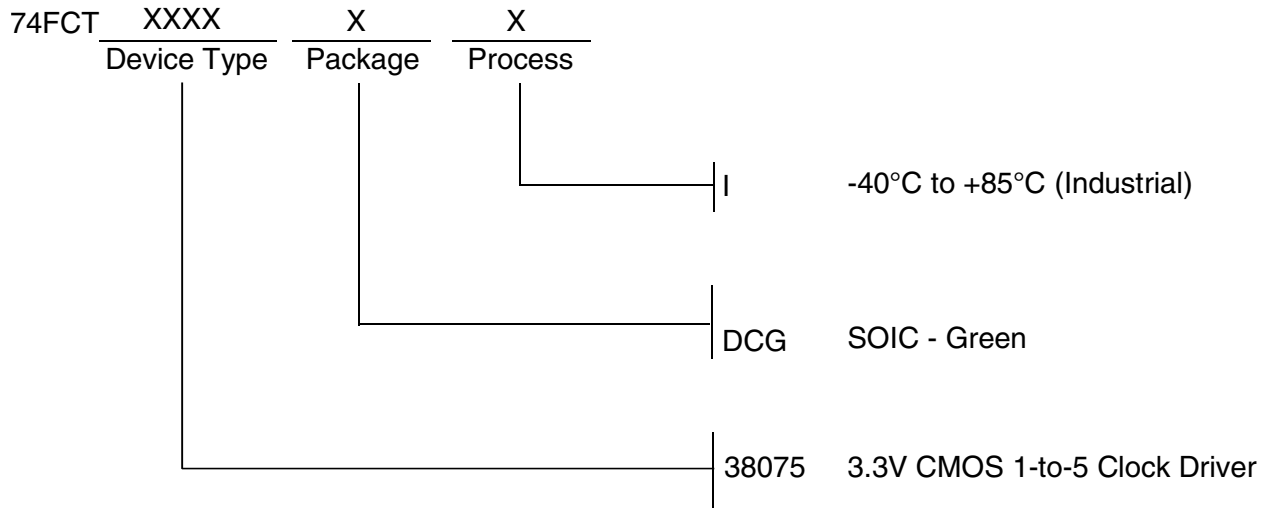 74FCT XXXX X X
Device Type Package Process
I -40°C to +85°C (Industrial)
DCG SOIC - Green
38075 3.3V CMOS 1-to-5 Clock Driver